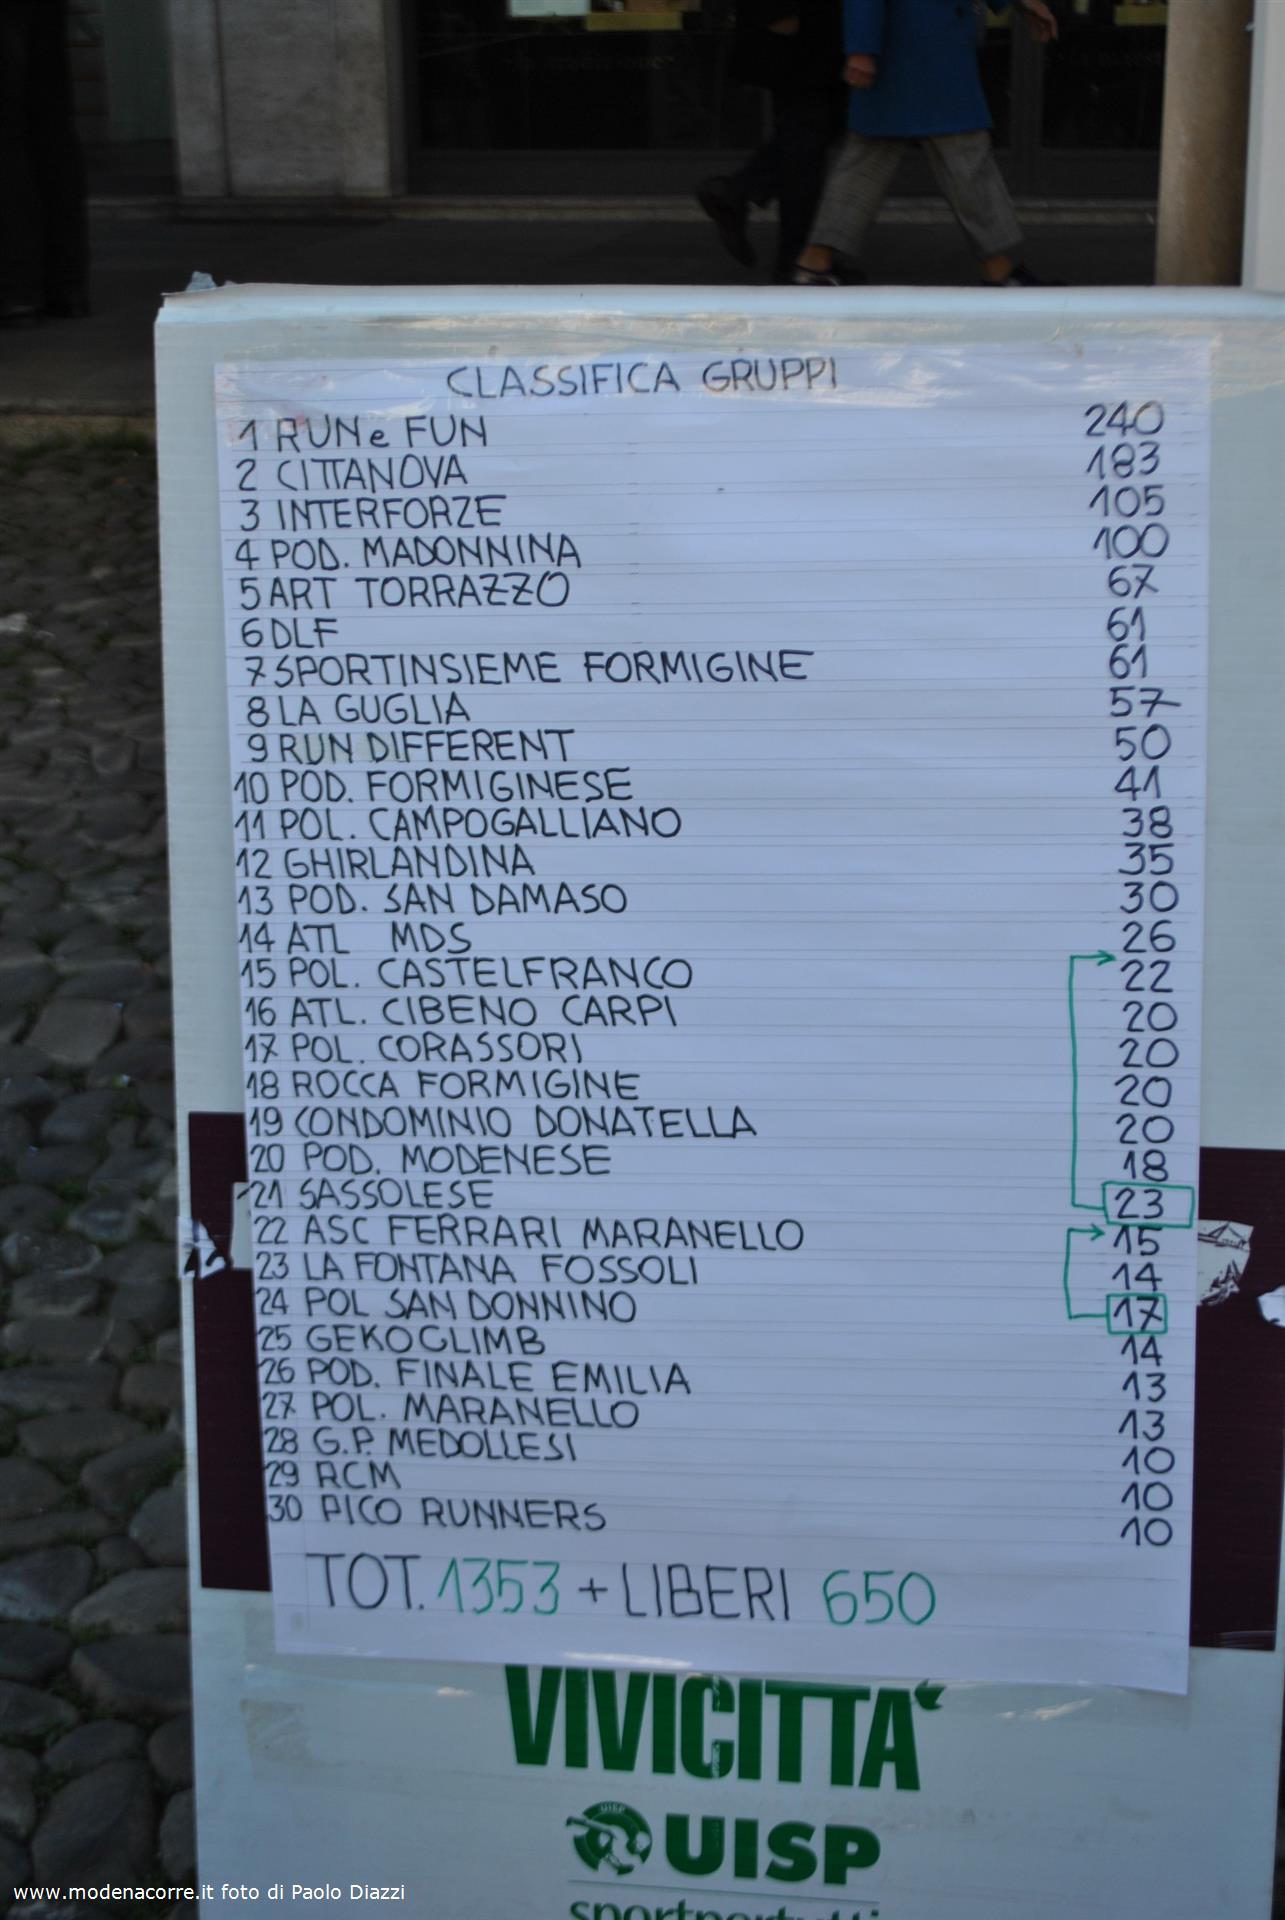 CLASSIFICA GRUPPI
1 RUN e FUN 240
2 CITTANOVA 183
3 INTERFORZE 105
4 POD. MADONNINA 100
5 ART TORRAZZO 67
6 DLF 61
7 SPORTINSIEME FORMIGINE 61
8 LA GUGLIA 57
9 RUN DIFFERENT 50
10 POD. FORMIGINESE 41
11 POL. CAMPOGALLIANO 38
12 GHIRLANDINA 35
13 POD. SAN DAMASO 30
14 ATL MDS 26
15 POL. CASTELFRANCO 22
16 ATL. CIBENO CARPI 20
17 POL. CORASSORI 20
18 ROCCA FORMIGINE 20
19 CONDOMINIO DONATELLA 20
20 POD. MODENESE 18
21 SASSOLESE 23
22 ASC FERRARI MARANELLO 15
23 LA FONTANA FOSSOLI 14
24 POL SAN DONNINO 17
25 GEKOCLIMB 14
26 POD. FINALE EMILIA 13
27 POL. MARANELLO 13
28 G.P. MEDOLLESI 10
29 RCM 10
30 PICO RUNNERS 10
TOT. 1353 + LIBERI 650
VIVICITTA'
UISP
UISP
sportpertutti
www.modenacorre.it foto di Paolo Diazzi